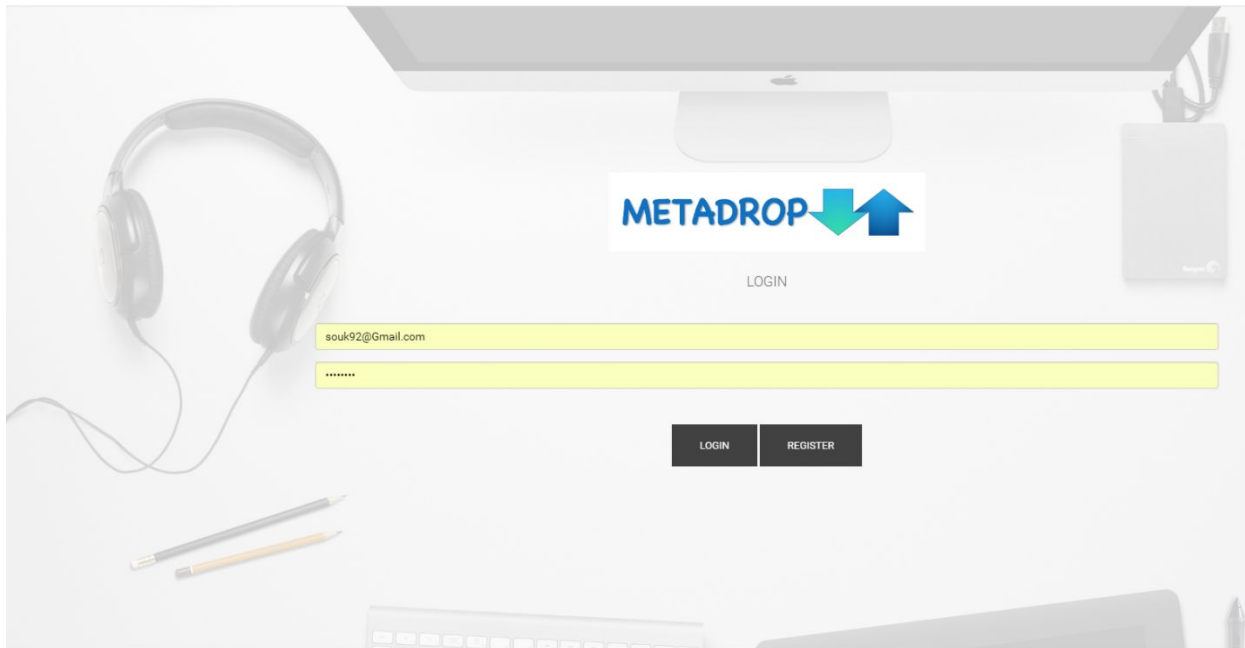 METADROP
LOGIN
souk92@Gmail.com
••••••••
LOGIN REGISTER